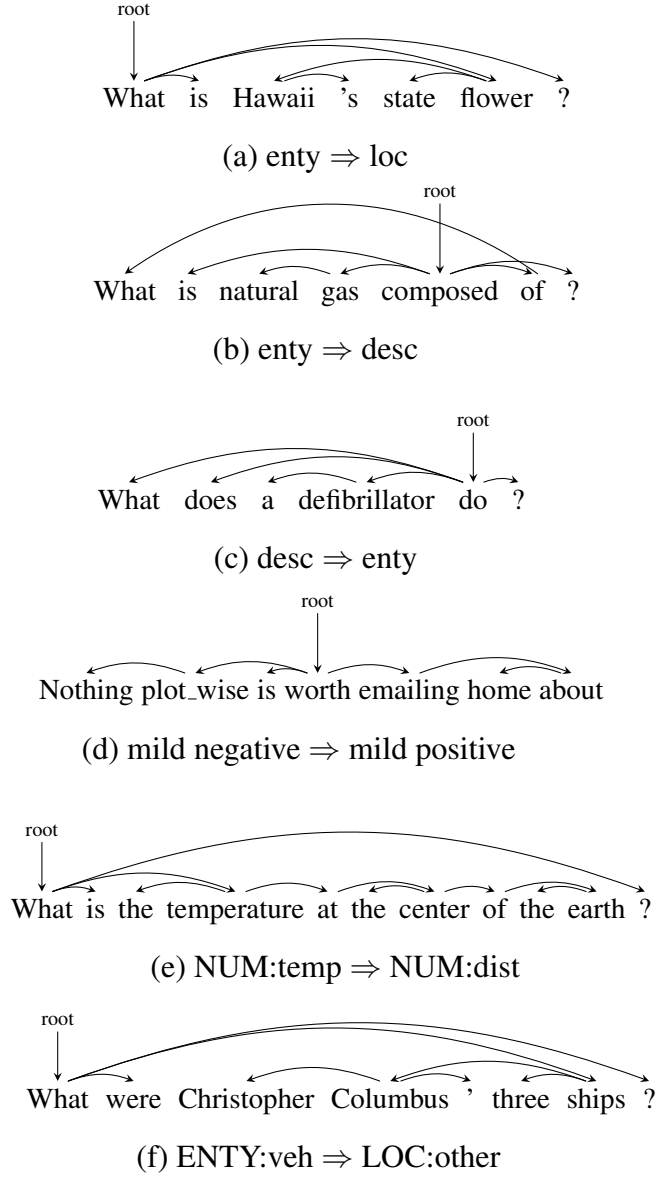 root
What is Hawaii 's state flower ?
(a) enty ⇒ loc
root
What is natural gas composed of ?
(b) enty ⇒ desc
root
What does a defibrillator do ?
(c) desc ⇒ enty
root
Nothing plot_wise is worth emailing home about
(d) mild negative ⇒ mild positive
root
What is the temperature at the center of the earth ?
(e) NUM:temp ⇒ NUM:dist
root
What were Christopher Columbus ' three ships ?
(f) ENTY:veh ⇒ LOC:other